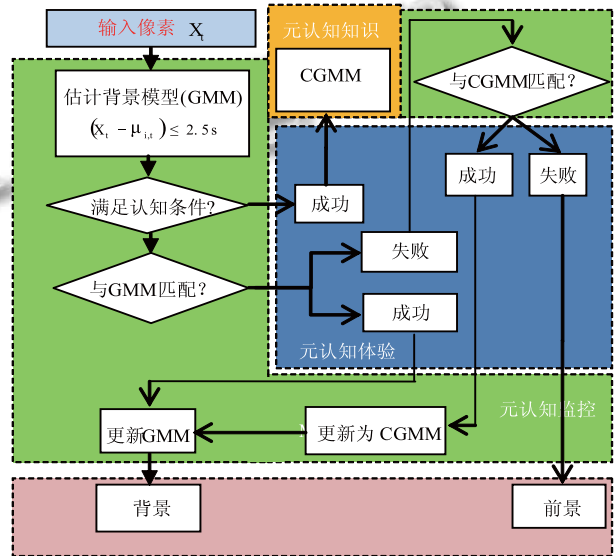 输入像素 Xt
元认知知识
CGMM
与CGMM匹配？
估计背景模型(GMM)
(Xt − μi,t) ≤ 2.5s
满足认知条件？
成功
成功
失败
与GMM匹配？
失败
成功
元认知体验
元认知监控
更新GMM
更新为 CGMM
背景
前景